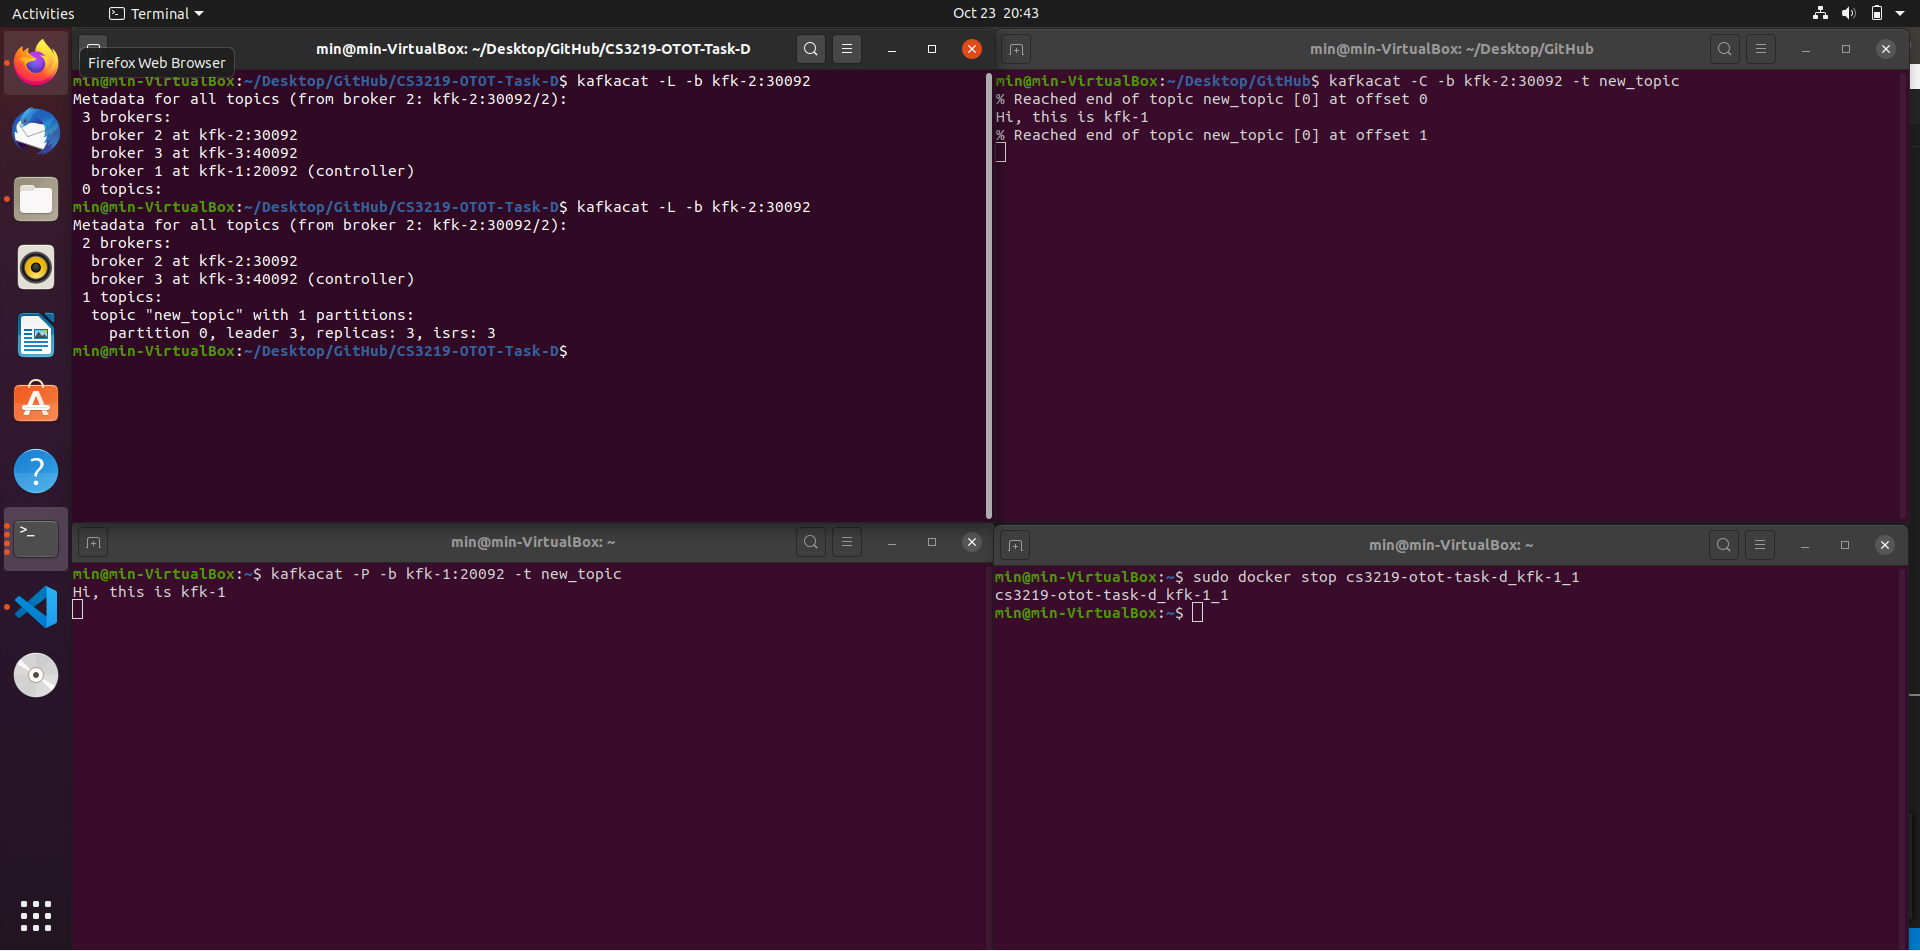 Activities
Terminal
Oct 23 20:43
min@min-VirtualBox: ~/Desktop/GitHub/CS3219-OTOT-Task-D
Firefox Web Browser
min@min-VirtualBox:~/Desktop/GitHub/CS3219-OTOT-Task-D$ kafkacat -L -b kfk-2:30092
Metadata for all topics (from broker 2: kfk-2:30092/2):
3 brokers:
broker 2 at kfk-2:30092
broker 3 at kfk-3:40092
broker 1 at kfk-1:20092 (controller)
0 topics:
min@min-VirtualBox:~/Desktop/GitHub/CS3219-OTOT-Task-D$ kafkacat -L -b kfk-2:30092
Metadata for all topics (from broker 2: kfk-2:30092/2):
2 brokers:
broker 2 at kfk-2:30092
broker 3 at kfk-3:40092 (controller)
1 topics:
topic "new_topic" with 1 partitions:
partition 0, leader 3, replicas: 3, isrs: 3
min@min-VirtualBox:~/Desktop/GitHub/CS3219-OTOT-Task-D$
min@min-VirtualBox: ~/Desktop/GitHub
min@min-VirtualBox:~/Desktop/GitHub$ kafkacat -C -b kfk-2:30092 -t new_topic
% Reached end of topic new_topic [0] at offset 0
Hi, this is kfk-1
% Reached end of topic new_topic [0] at offset 1
min@min-VirtualBox: ~
min@min-VirtualBox:~$ kafkacat -P -b kfk-1:20092 -t new_topic
Hi, this is kfk-1
min@min-VirtualBox: ~
min@min-VirtualBox:~$ sudo docker stop cs3219-otot-task-d_kfk-1_1
cs3219-otot-task-d_kfk-1_1
min@min-VirtualBox:~$